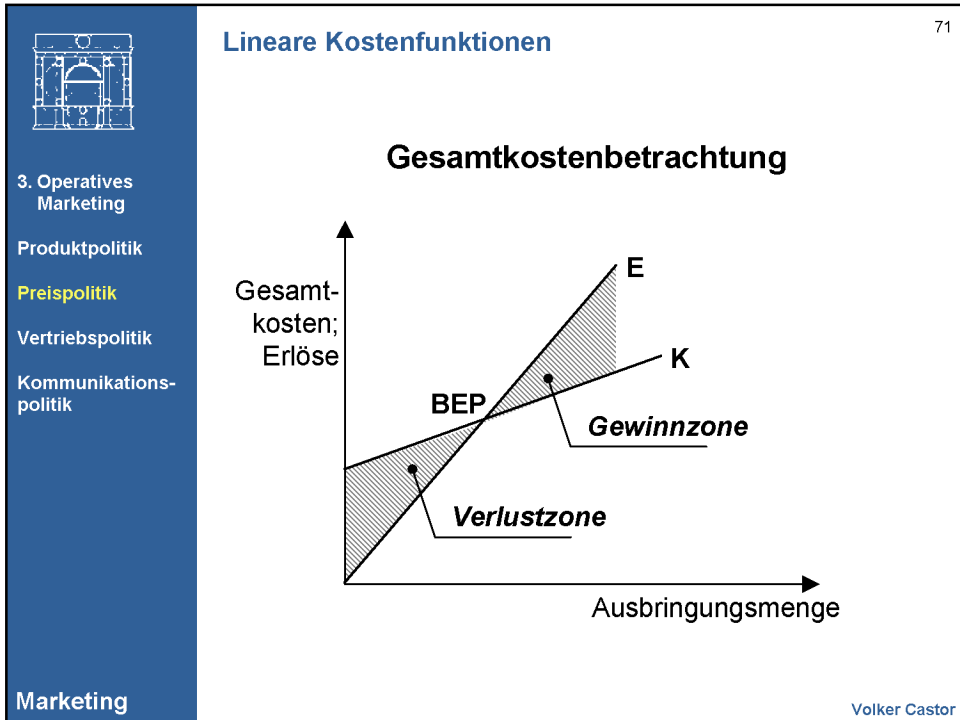 71
Lineare Kostenfunktionen
3. Operatives
Marketing
Produktpolitik
Preispolitik
Vertriebspolitik
Kommunikations-
politik
Marketing
Gesamtkostenbetrachtung
Gesamt-
kosten;
Erlöse
E
K
BEP
Gewinnzone
Verlustzone
Ausbringungsmenge
Volker Castor